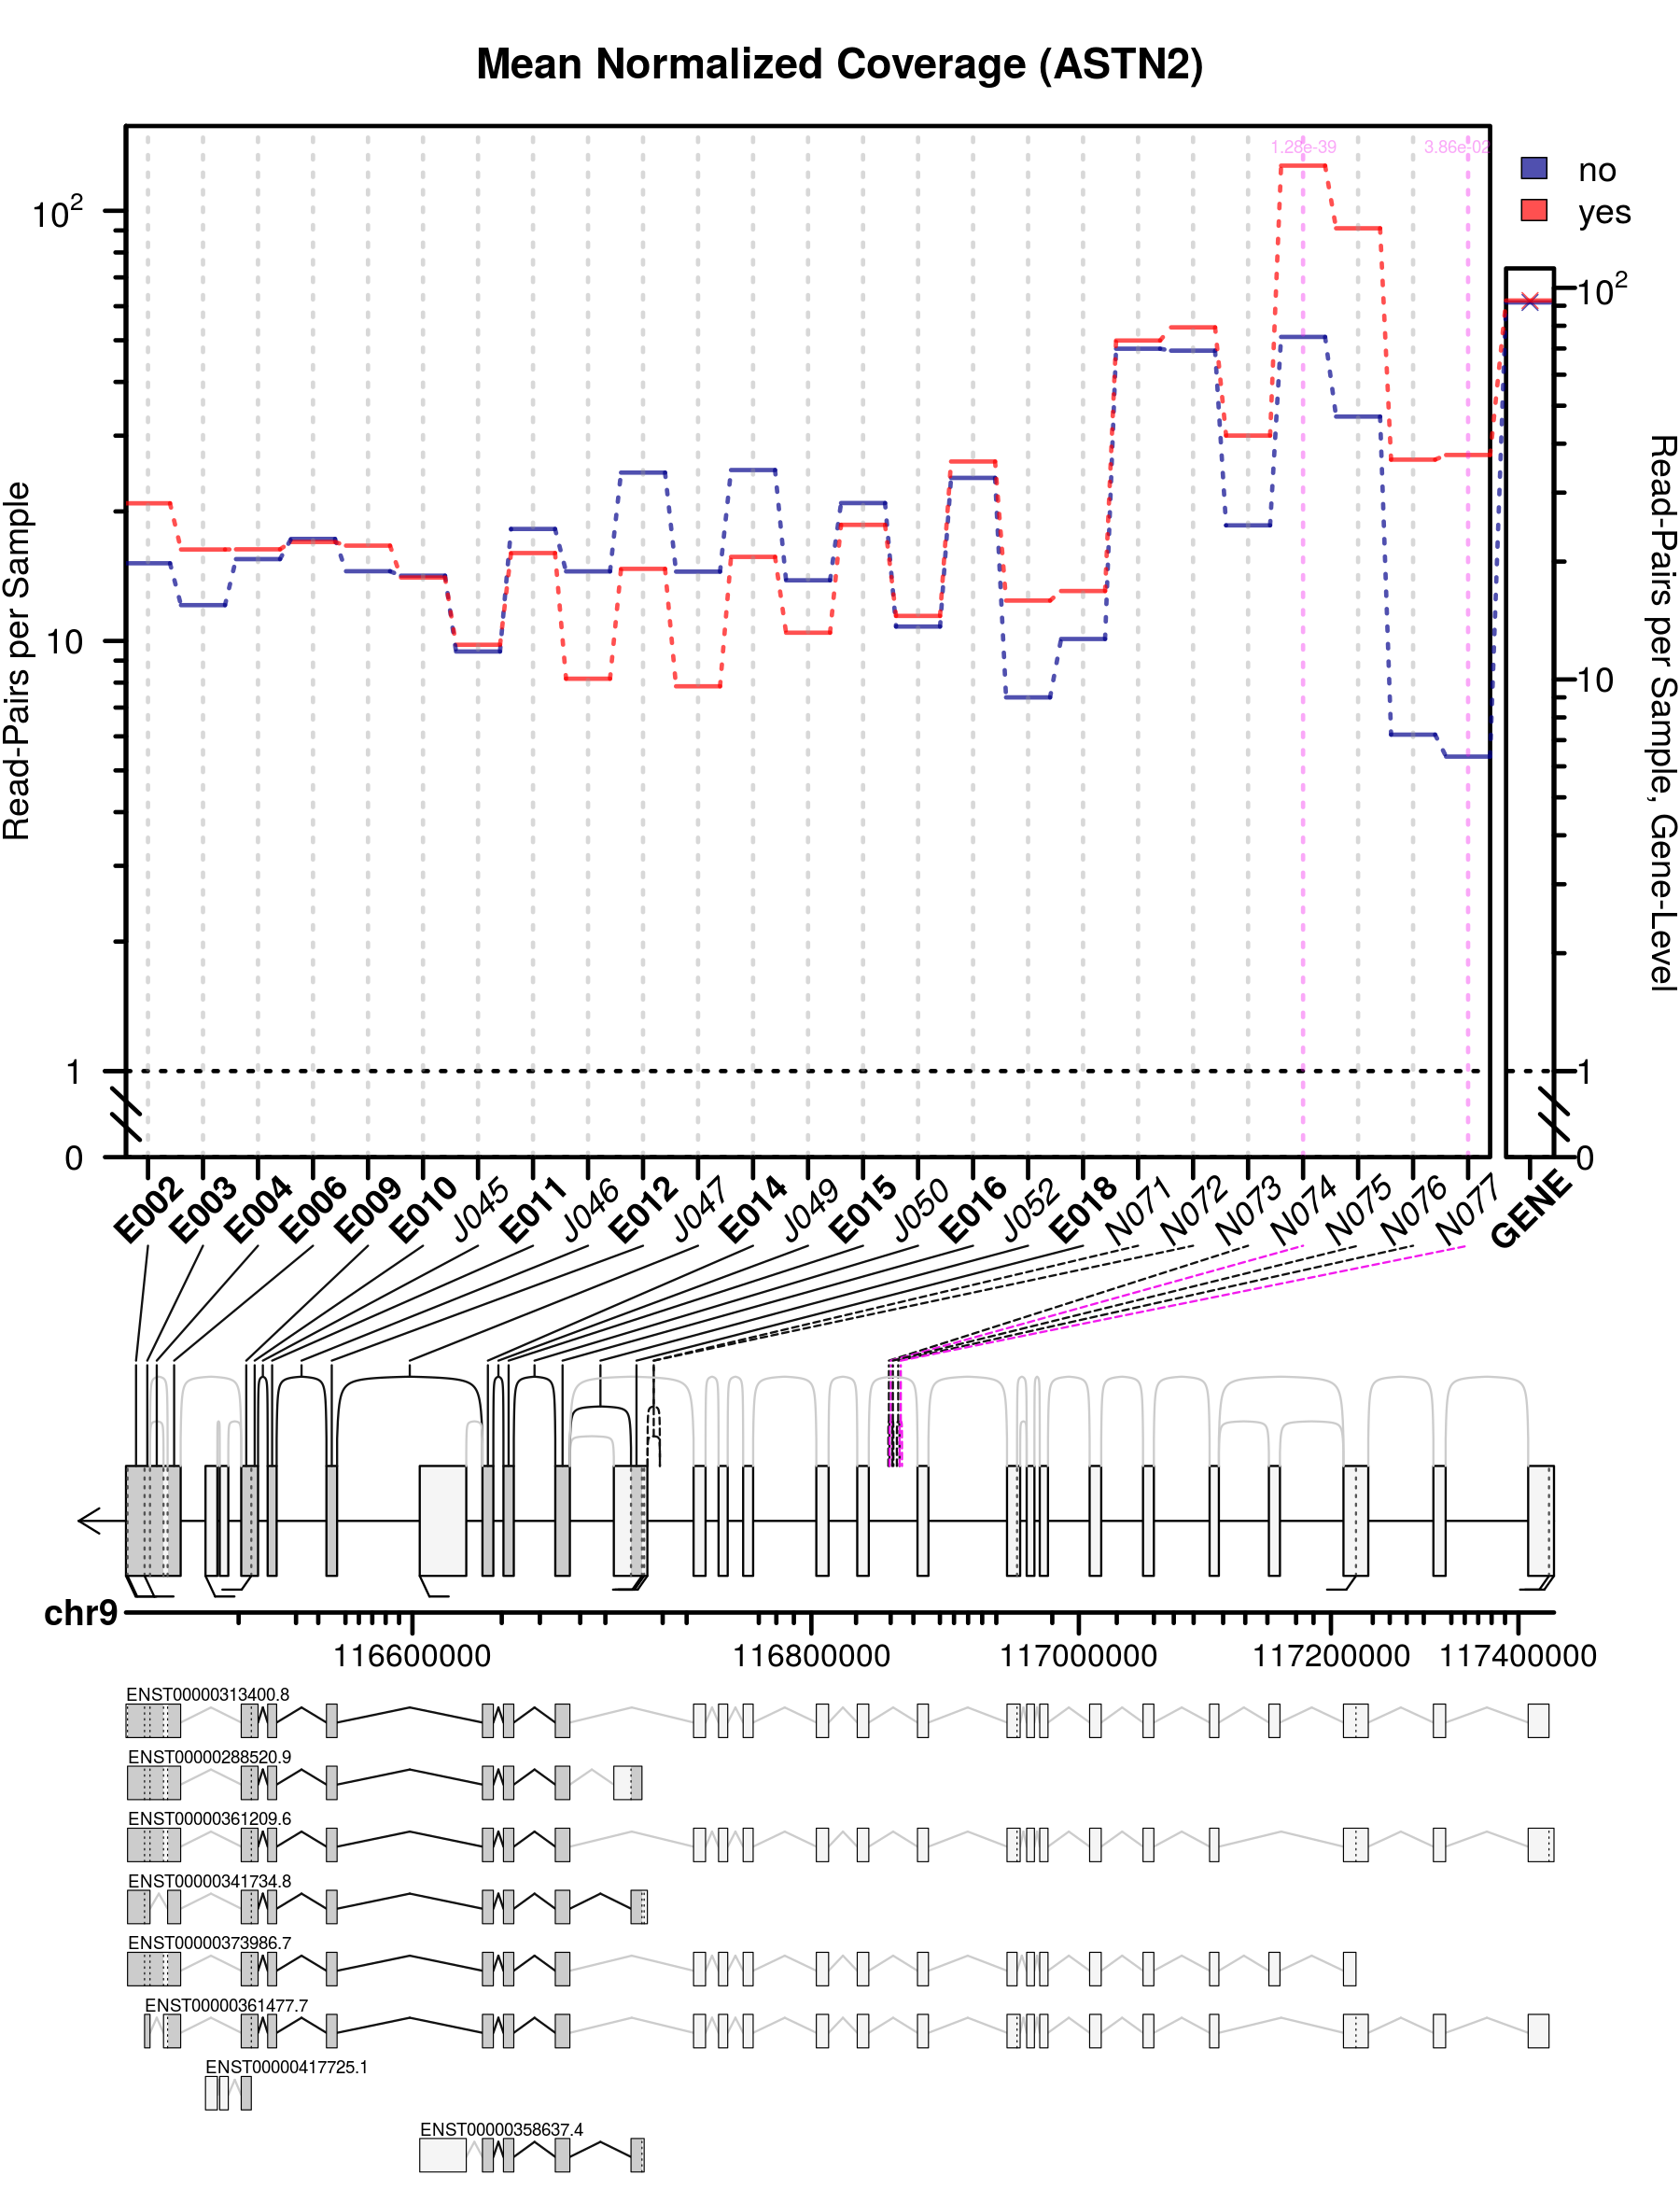 Mean Normalized Coverage (ASTN2)
1.28e-39
3.86e-02
no
yes
10²
10
1
0
Read-Pairs per Sample
10²
10
1
0
Read-Pairs per Sample, Gene-Level
E002 E003 E004 E006 E009 E010 J045 E011 J046 E012 J047 E014 J049 E015 J050 E016 J052 E018 N071 N072 N073 N074 N075 N076 N077 GENE
chr9
116600000 116800000 117000000 117200000 117400000
ENST00000313400.8
ENST00000288520.9
ENST00000361209.6
ENST00000341734.8
ENST00000373986.7
ENST00000361477.7
ENST00000417725.1
ENST00000358637.4